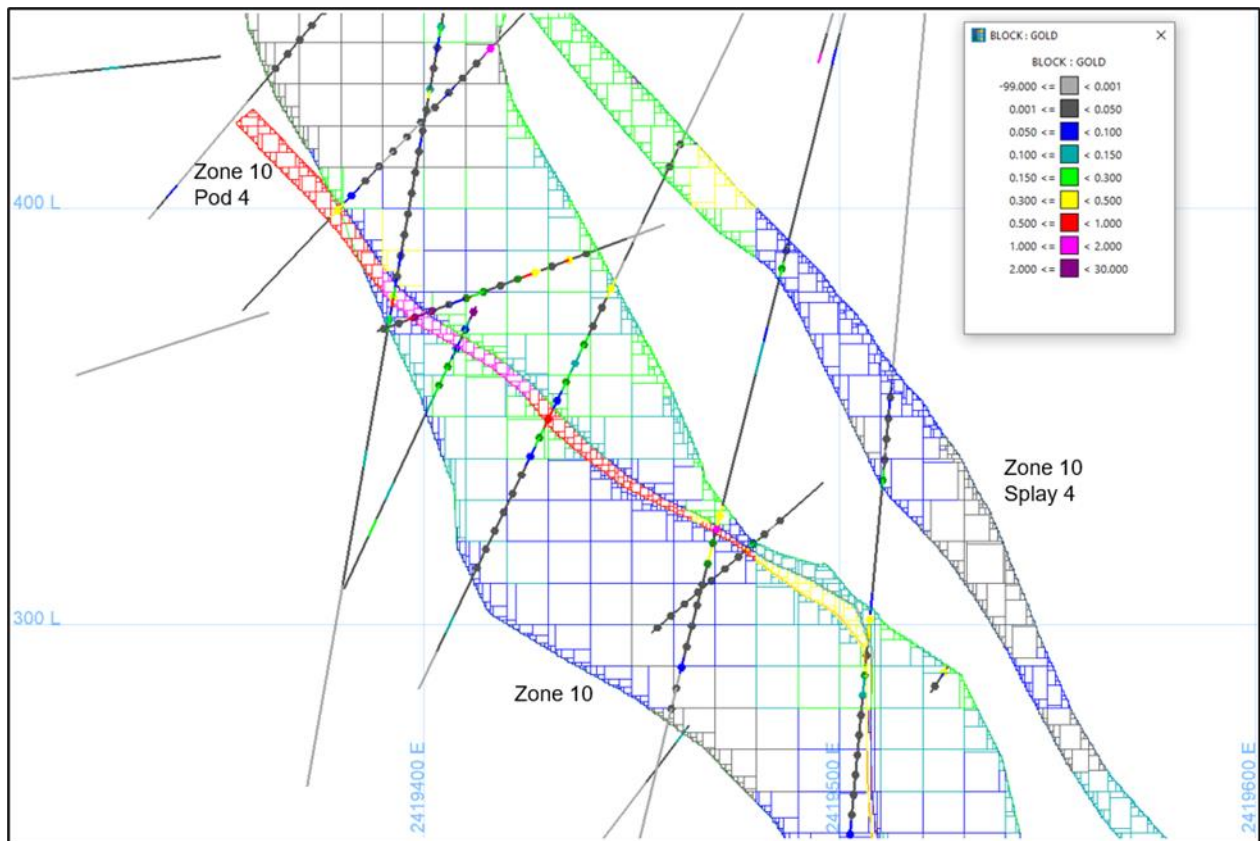 BLOCK : GOLD
BLOCK : GOLD
-99.000 <= < 0.001
0.001 <= < 0.050
0.050 <= < 0.100
0.100 <= < 0.150
0.150 <= < 0.300
0.300 <= < 0.500
0.500 <= < 1.000
1.000 <= < 2.000
2.000 <= < 30.000
Zone 10
Pod 4
400 L
Zone 10
Splay 4
300 L
Zone 10
2419400 E
2419500 E
2419600 E